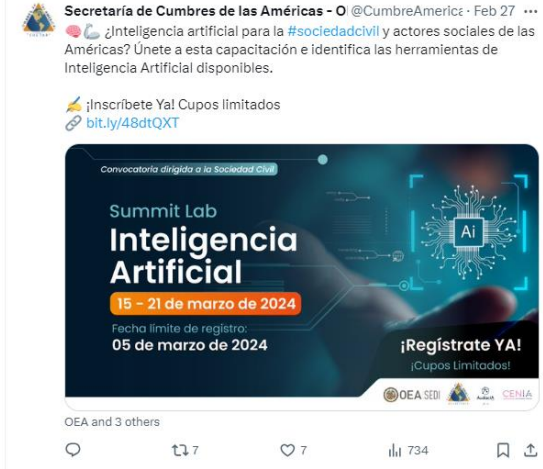 Secretaría de Cumbres de las Américas - O @CumbreAmerica · Feb 27 ···
🧠🦾 ¿Inteligencia artificial para la #sociedadcivil y actores sociales de las
Américas? Únete a esta capacitación e identifica las herramientas de
Inteligencia Artificial disponibles.
✍️ ¡Inscríbete Ya! Cupos limitados
🔗 bit.ly/48dtQXT
Convocatoria dirigida a la Sociedad Civil
Summit Lab
Inteligencia
Artificial
15 - 21 de marzo de 2024
Fecha límite de registro:
05 de marzo de 2024
Ai
¡Regístrate YA!
¡Cupos Limitados!
OEA SEDI
CENIA
OEA and 3 others
7
7
734